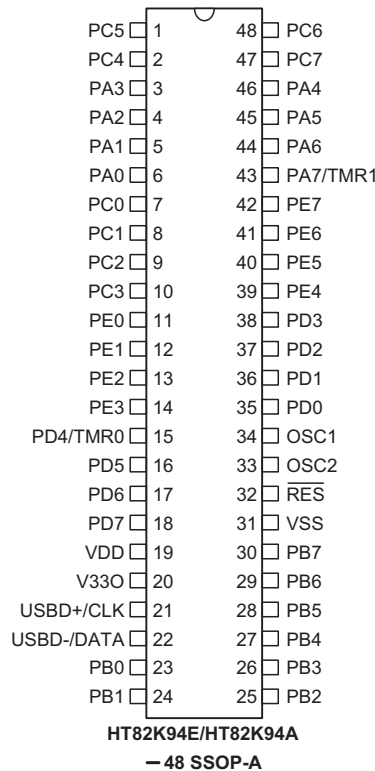 PC5 1 48 PC6
PC4 2 47 PC7
PA3 3 46 PA4
PA2 4 45 PA5
PA1 5 44 PA6
PA0 6 43 PA7/TMR1
PC0 7 42 PE7
PC1 8 41 PE6
PC2 9 40 PE5
PC3 10 39 PE4
PE0 11 38 PD3
PE1 12 37 PD2
PE2 13 36 PD1
PE3 14 35 PD0
PD4/TMR0 15 34 OSC1
PD5 16 33 OSC2
PD6 17 32 RES
PD7 18 31 VSS
VDD 19 30 PB7
V33O 20 29 PB6
USBD+/CLK 21 28 PB5
USBD-/DATA 22 27 PB4
PB0 23 26 PB3
PB1 24 25 PB2
HT82K94E/HT82K94A
– 48 SSOP-A